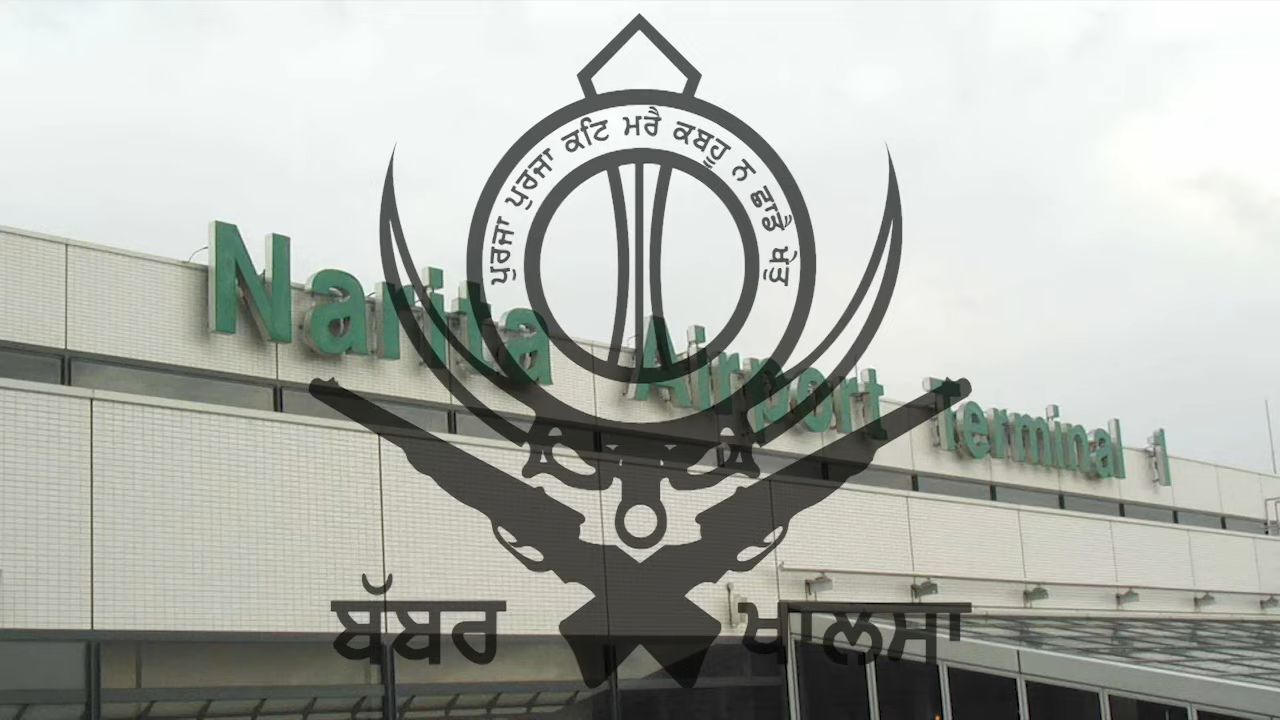 ਪੁਰਜਾ ਪੁਰਜਾ ਕਟਿ ਮਰੈ ਕਬਹੂ ਨ ਛਾਡੈ ਖੇਤੁ
Narita Airport Terminal 1
ਬੱਬਰ ਖਾਲਸਾ